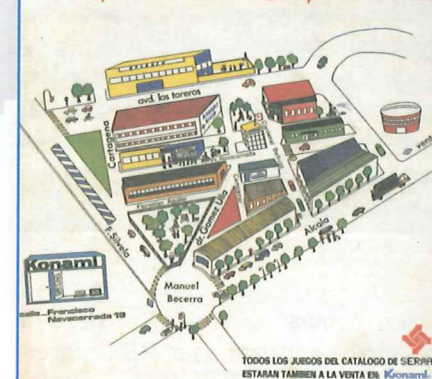 avd. los toreros
Cartagena
F. Silvela
dr. Gomez Ulla
Alcala
Manuel
Becerra
Konami
calle Francisco
Navacerrada 19
TODOS LOS JUEGOS DEL CATALOGO DE SERMA
ESTARAN TAMBIEN A LA VENTA EN: Konami